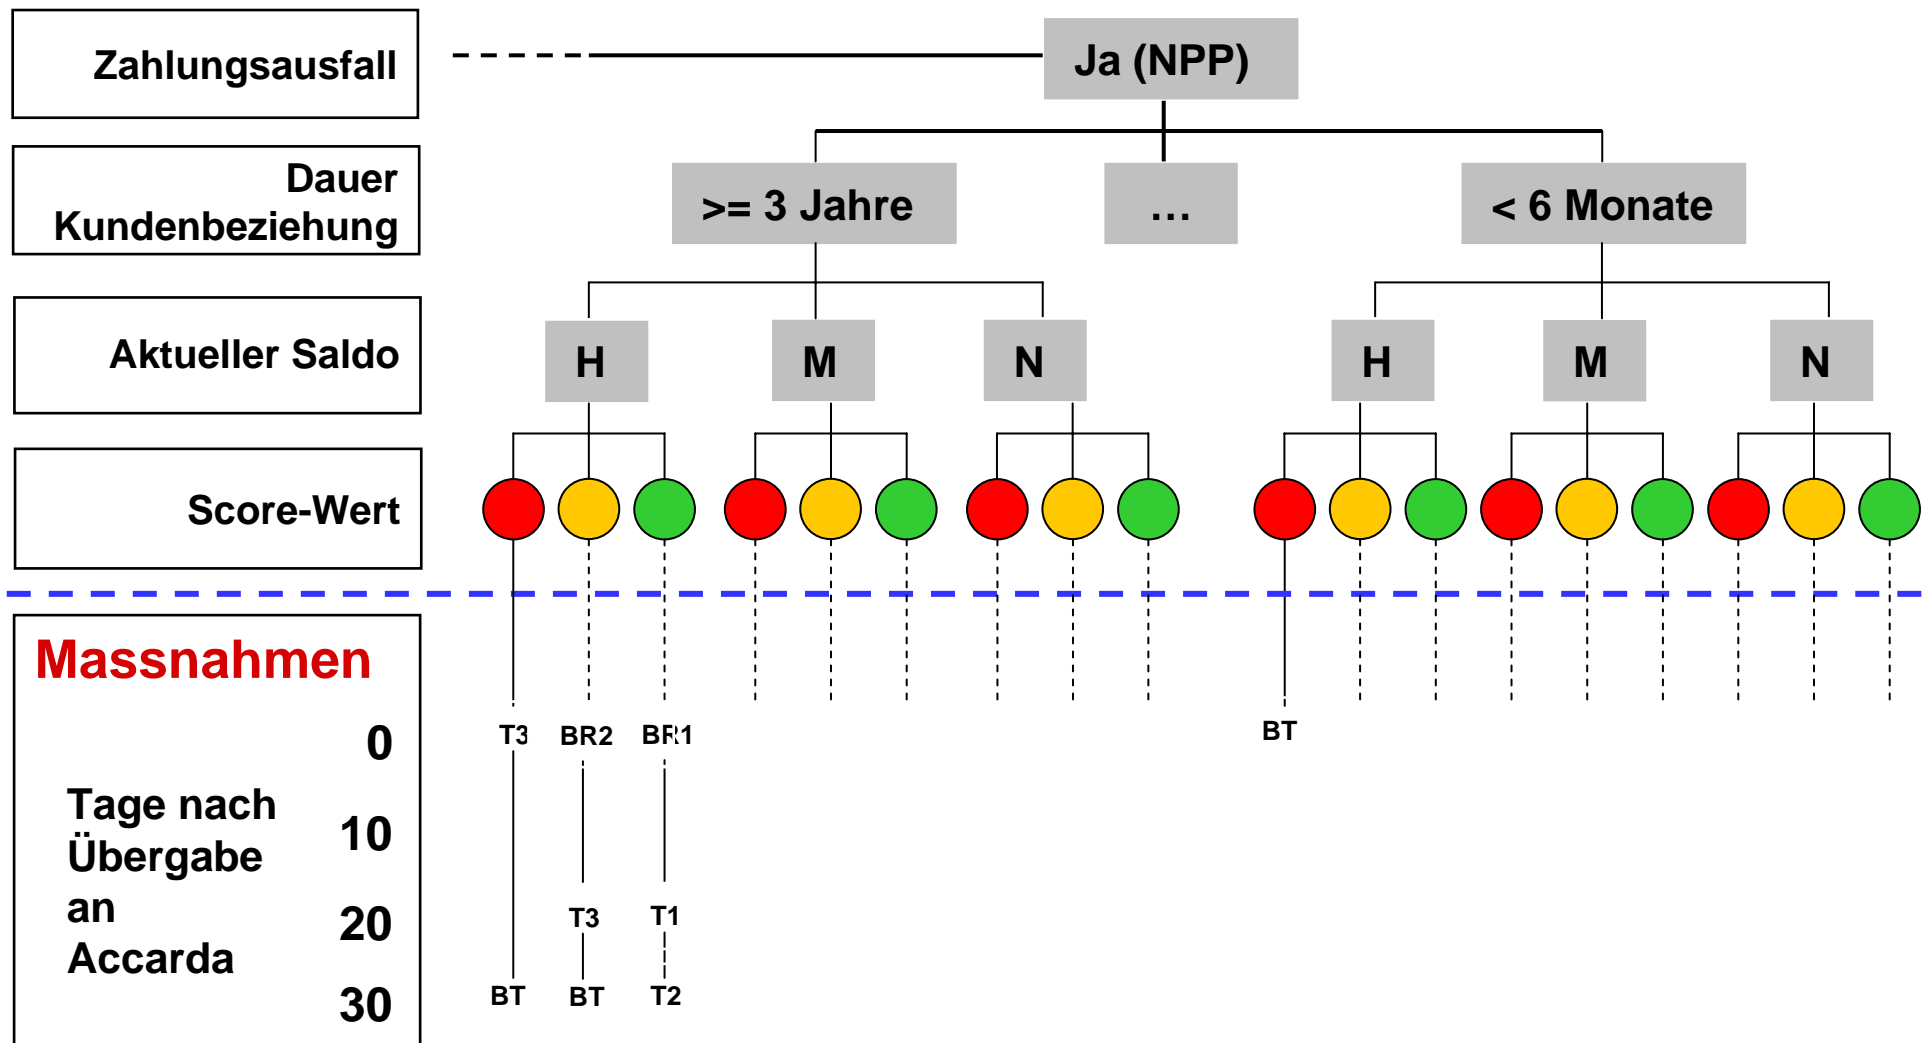 Zahlungsausfall
Ja (NPP)
Dauer
Kundenbeziehung
>= 3 Jahre
...
< 6 Monate
Aktueller Saldo
H
M
N
H
M
N
Score-Wert
Massnahmen
0
T3
BR2
BR1
BT
Tage nach
Übergabe
an
Accarda
10
20
T3
T1
30
BT
BT
T2